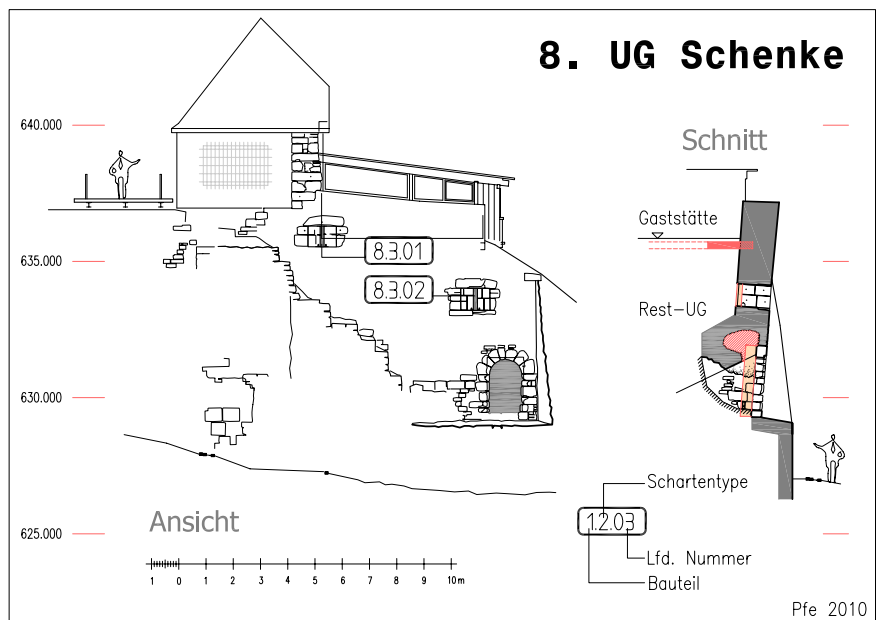 8. UG Schenke
640.000
Schnitt
Gaststätte
8.3.01
635.000
8.3.02
Rest-UG
630.000
Schartentype
1.2.03
Ansicht
625.000
Lfd. Nummer
Bauteil
1 0 1 2 3 4 5 6 7 8 9 10m
Pfe 2010